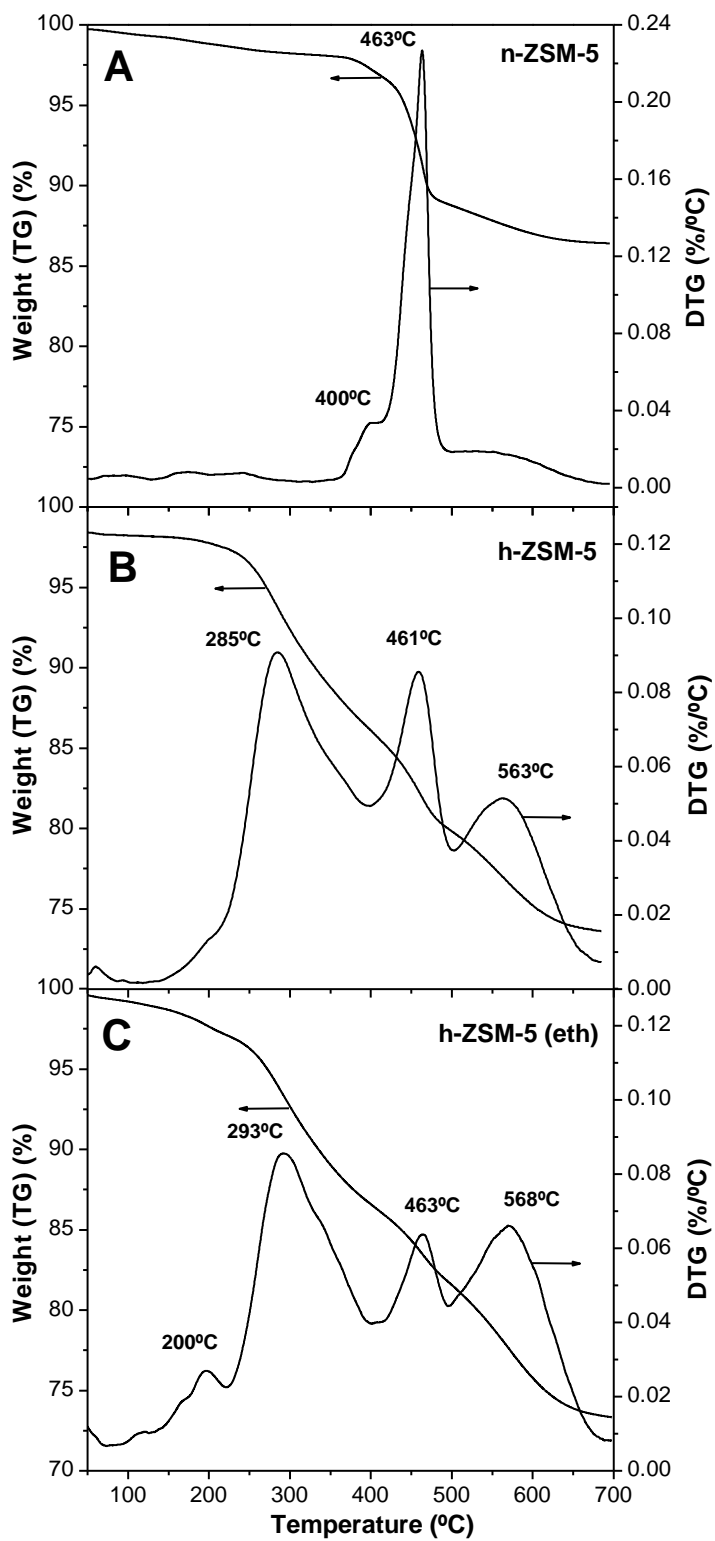 A
n-ZSM-5
463ºC
400ºC
Weight (TG) (%)
100
95
90
85
80
75
DTG (%/ºC)
0.24
0.20
0.16
0.12
0.08
0.04
0.00
B
h-ZSM-5
285ºC
461ºC
563ºC
Weight (TG) (%)
100
95
90
85
80
75
DTG (%/ºC)
0.12
0.10
0.08
0.06
0.04
0.02
0.00
C
h-ZSM-5 (eth)
200ºC
293ºC
463ºC
568ºC
Weight (TG) (%)
100
95
90
85
80
75
70
DTG (%/ºC)
0.12
0.10
0.08
0.06
0.04
0.02
0.00
100 200 300 400 500 600 700
Temperature (ºC)